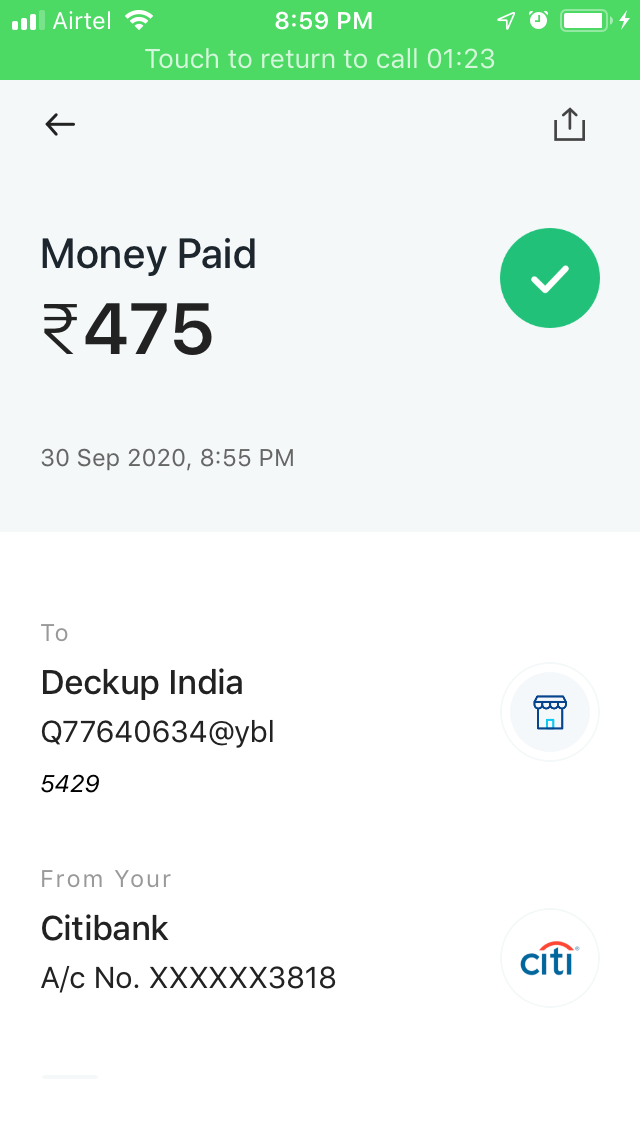 Airtel 8:59 PM
Touch to return to call 01:23
Money Paid
₹475
30 Sep 2020, 8:55 PM
To
Deckup India
Q77640634@ybl
5429
From Your
Citibank
A/c No. XXXXXX3818
citi